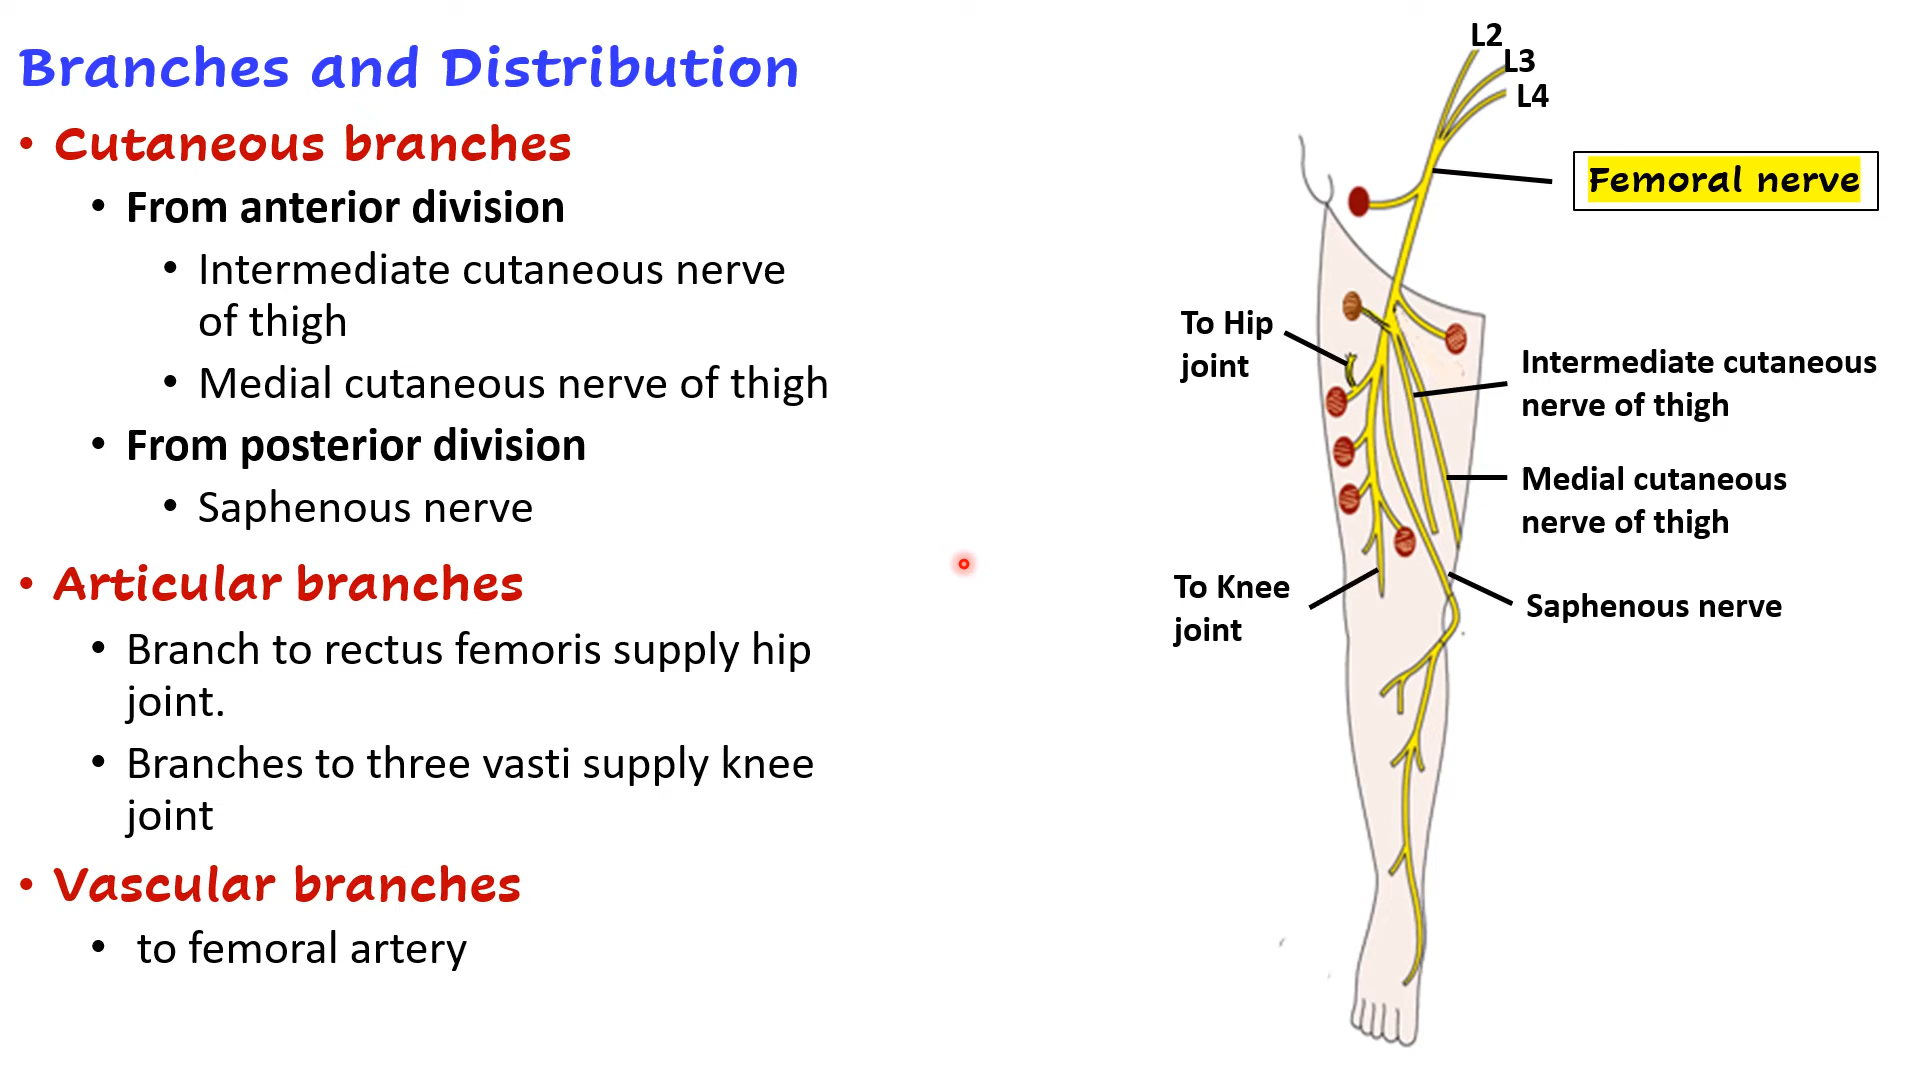 Branches and Distribution
• Cutaneous branches
• From anterior division
• Intermediate cutaneous nerve
of thigh
• Medial cutaneous nerve of thigh
• From posterior division
• Saphenous nerve
• Articular branches
• Branch to rectus femoris supply hip
joint.
• Branches to three vasti supply knee
joint
• Vascular branches
• to femoral artery
L2
L3
L4
Femoral nerve
To Hip
joint
Intermediate cutaneous
nerve of thigh
Medial cutaneous
nerve of thigh
To Knee
joint
Saphenous nerve